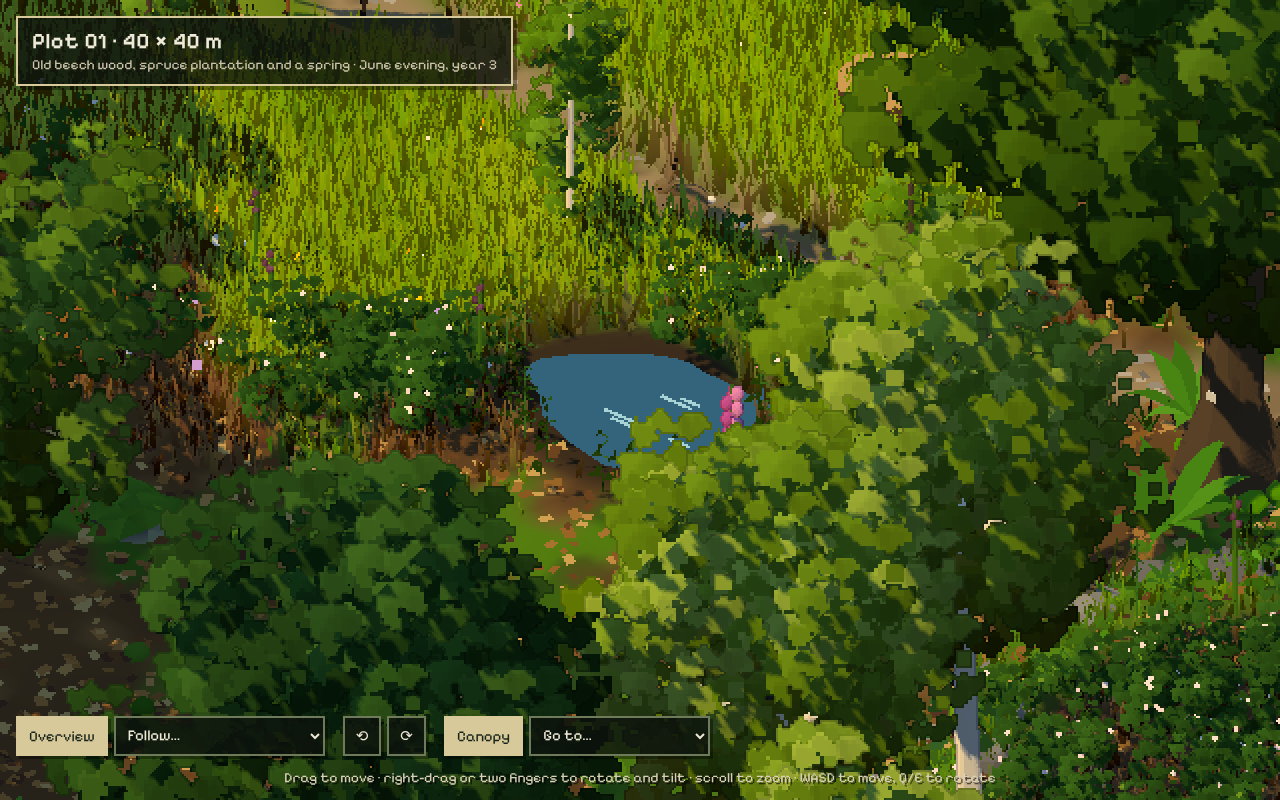 Plot 01 · 40 × 40 m
Old beech wood, spruce plantation and a spring · June evening, year 3
Overview
Follow...
Canopy
Go to...
Drag to move · right-drag or two fingers to rotate and tilt · scroll to zoom · WASD to move, Q/E to rotate